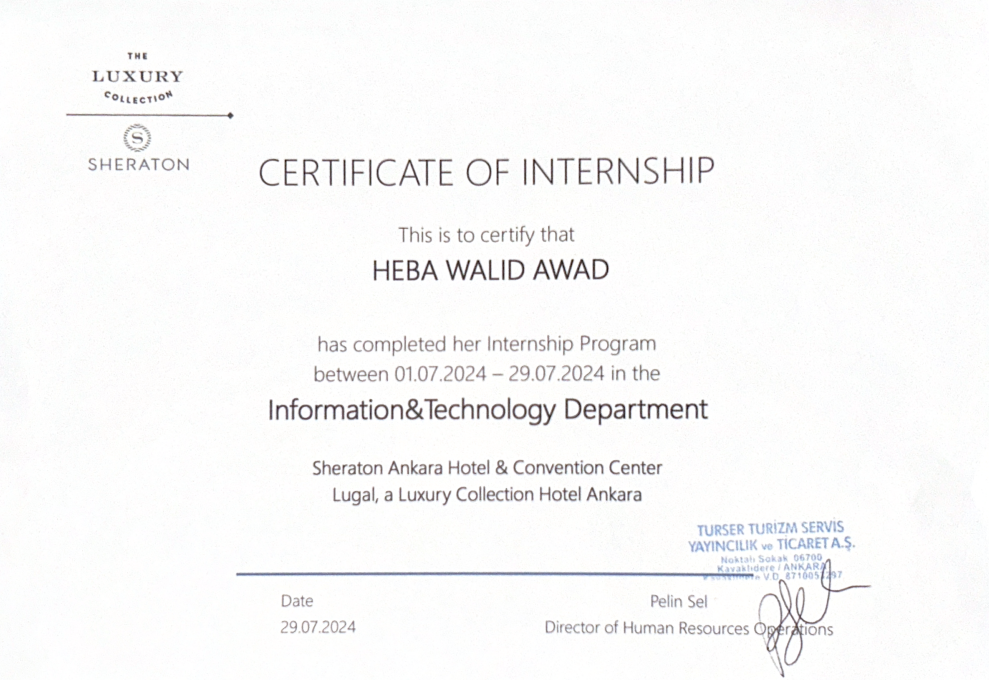 THE
LUXURY
COLLECTION
S
SHERATON
CERTIFICATE OF INTERNSHIP
This is to certify that
HEBA WALID AWAD
has completed her Internship Program
between 01.07.2024 – 29.07.2024 in the
Information&Technology Department
Sheraton Ankara Hotel & Convention Center
Lugal, a Luxury Collection Hotel Ankara
TURSER TURİZM SERVİS
YAYINCILIK ve TİCARET A.Ş.
Noktalı Sokak 06700
Kavaklıdere / ANKARA
V.D.
Date
29.07.2024
Pelin Sel
Director of Human Resources Operations